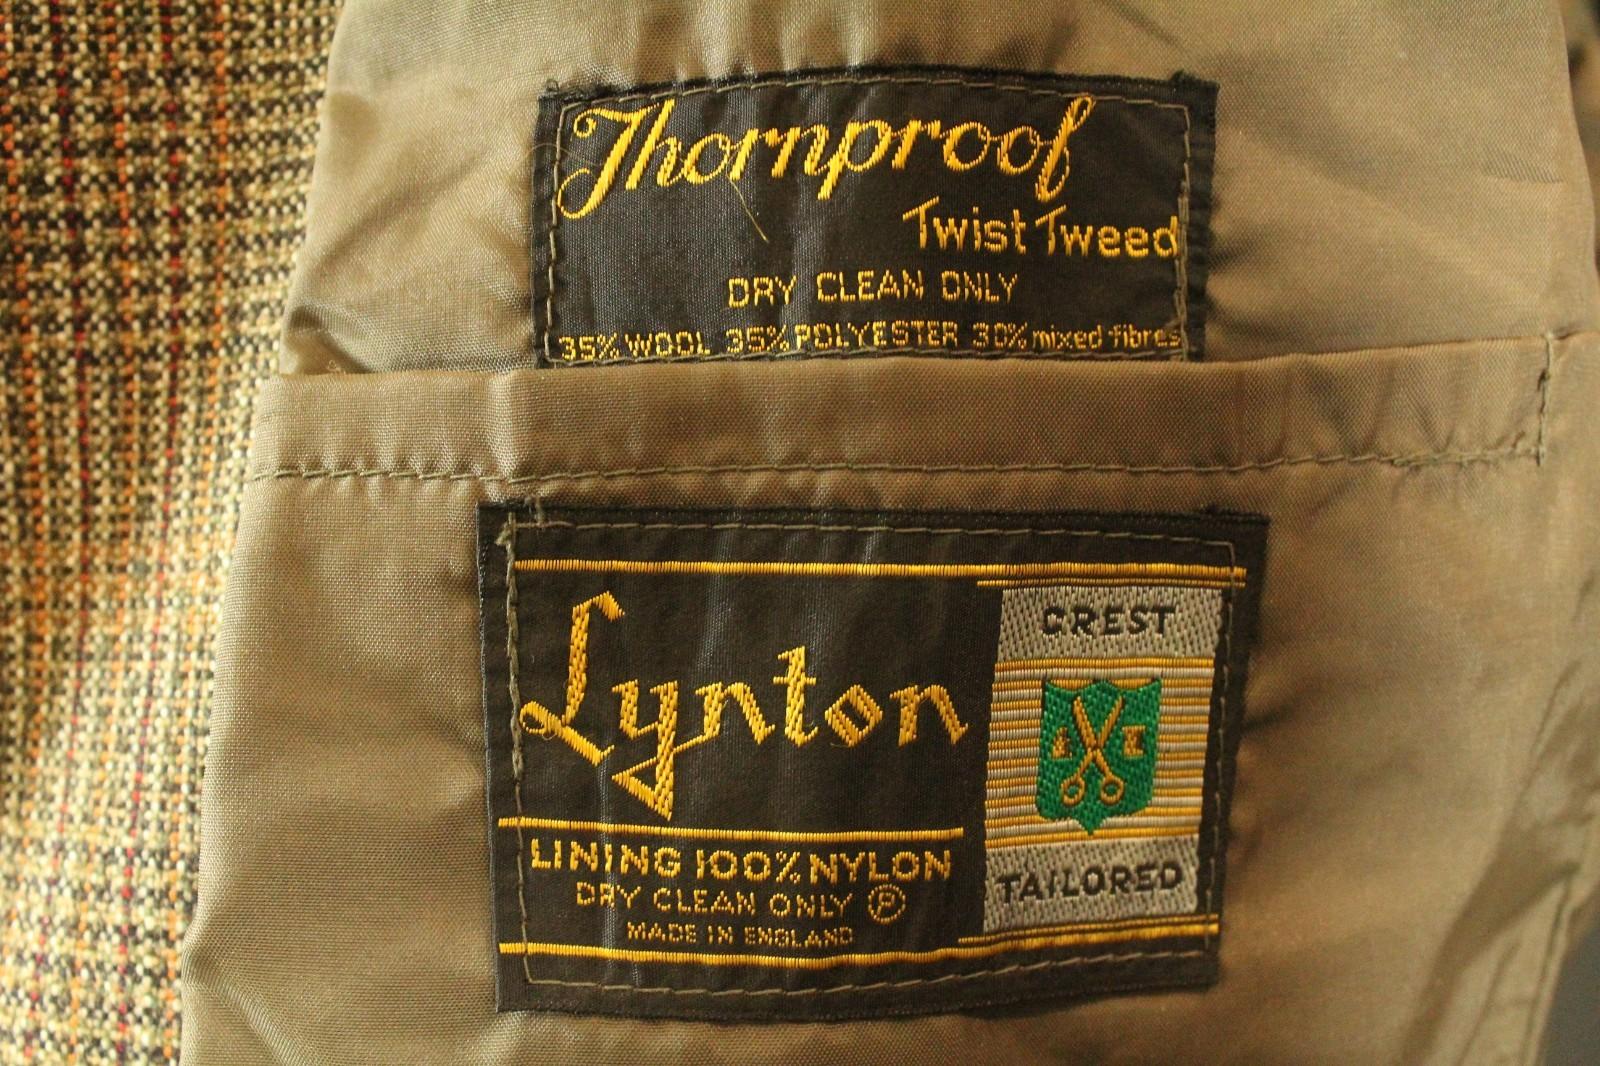 Thornproof
Twist Tweed
DRY CLEAN ONLY
35% WOOL 35% POLYESTER 30% mixed fibres
Lynton
LINING 100% NYLON
DRY CLEAN ONLY Ⓟ
MADE IN ENGLAND
CREST
TAILORED